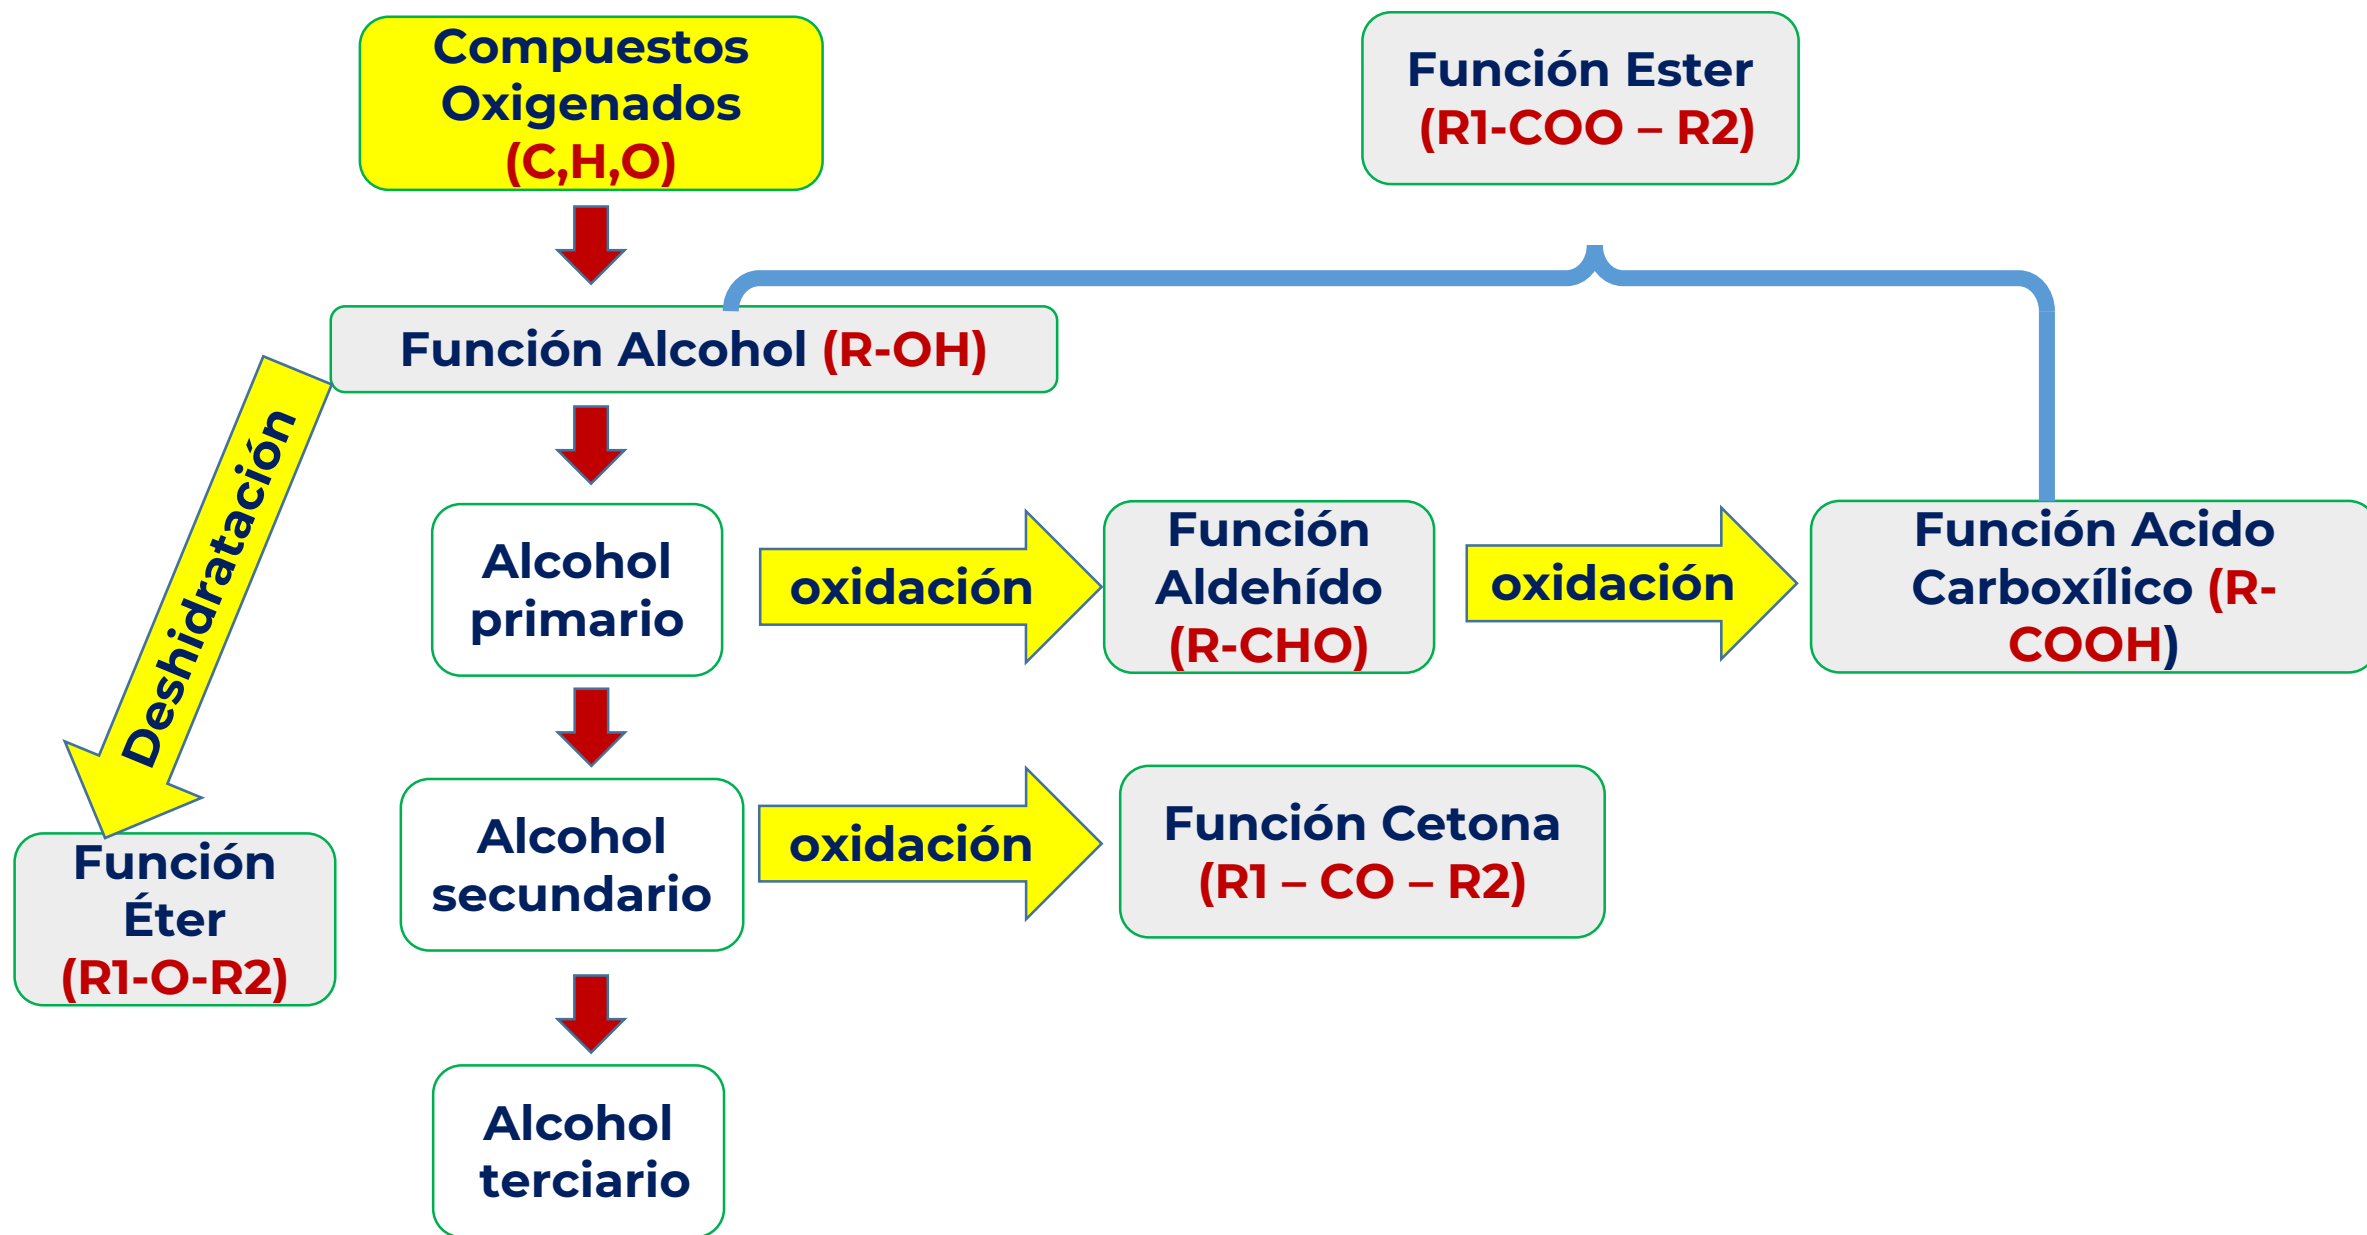 Compuestos
Oxigenados
(C,H,O)
Función Ester
(R1-COO – R2)
Función Alcohol (R-OH)
Deshidratación
Alcohol
primario
oxidación
Función
Aldehído
(R-CHO)
oxidación
Función Acido
Carboxílico (R-
COOH)
Alcohol
secundario
oxidación
Función Cetona
(R1 – CO – R2)
Función
Éter
(R1-O-R2)
Alcohol
terciario